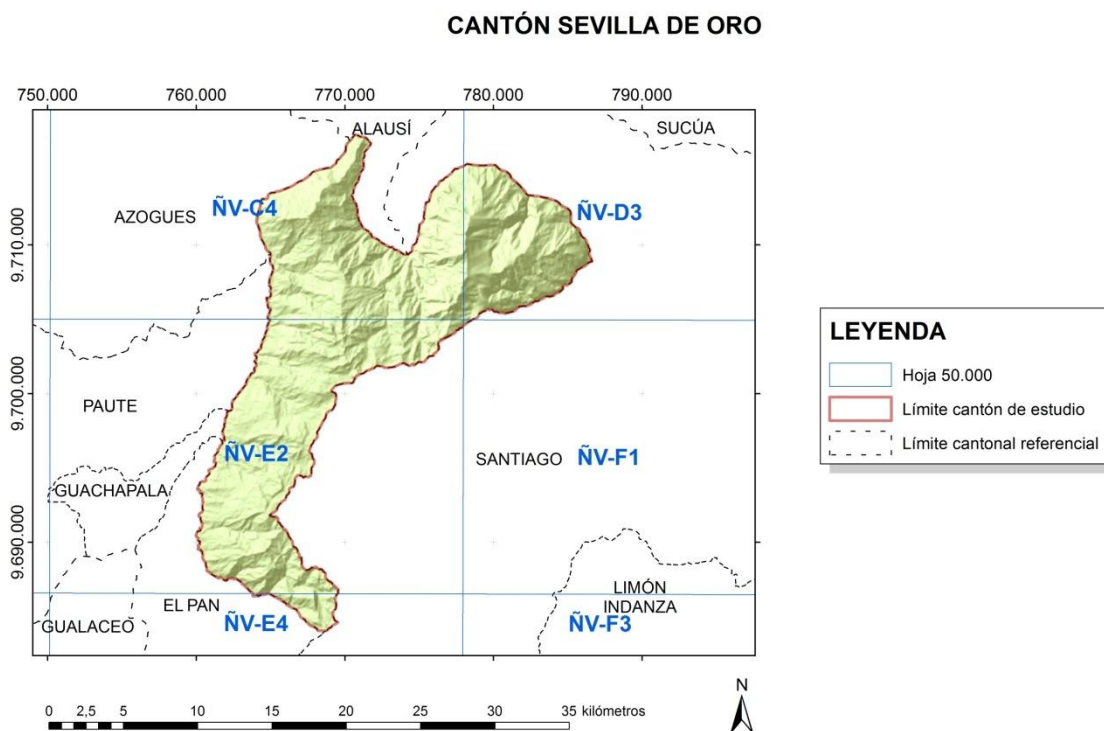 CANTÓN SEVILLA DE ORO
750.000 760.000 770.000 780.000 790.000
ALAUSÍ
SUCÚA
AZOGUES
ÑV-C4
ÑV-D3
9.710.000
9.700.000
PAUTE
ÑV-E2
SANTIAGO
ÑV-F1
GUACHAPALA
9.690.000
EL PAN
LIMÓN
INDANZA
GUALACEO
ÑV-E4
ÑV-F3
LEYENDA
Hoja 50.000
Límite cantón de estudio
Límite cantonal referencial
0 2,5 5 10 15 20 25 30 35 kilómetros
N